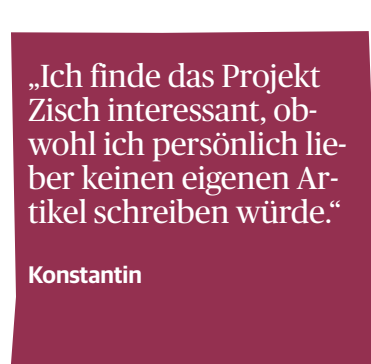 „Ich finde das Projekt
Zisch interessant, ob-
wohl ich persönlich lie-
ber keinen eigenen Ar-
tikel schreiben würde.“
Konstantin